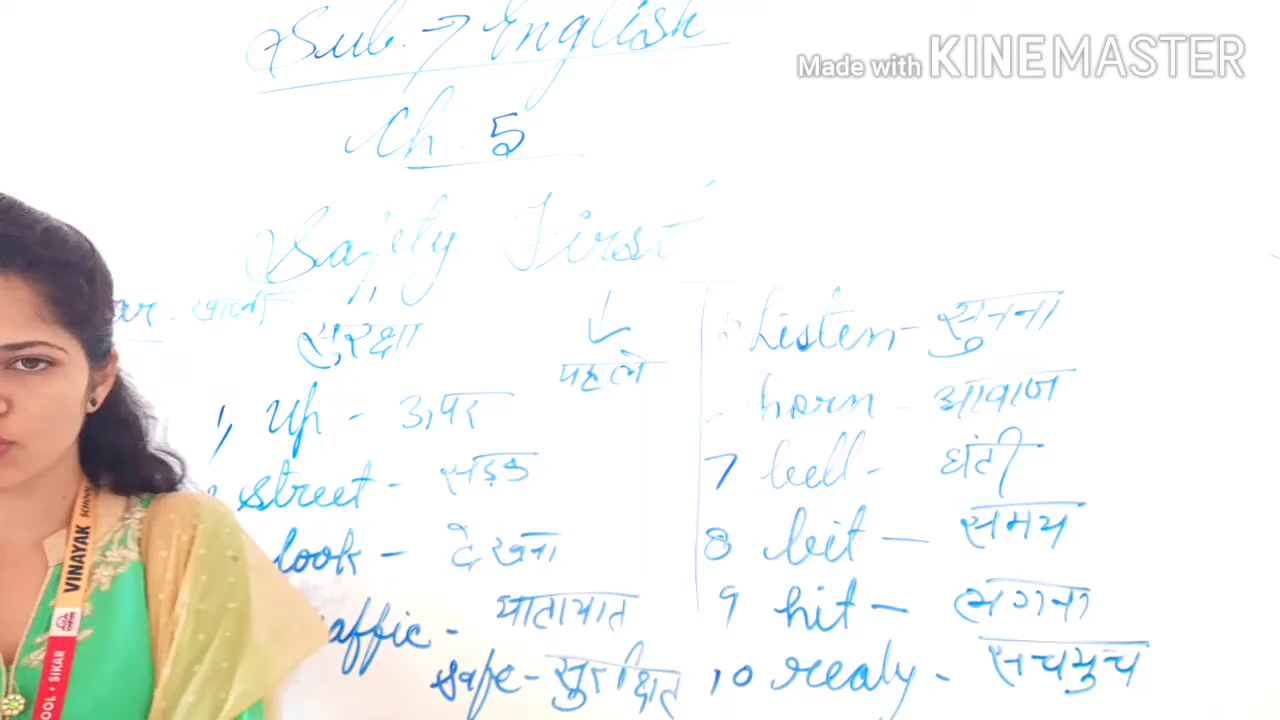 Sub. → English
Made with KINEMASTER
Ch. 5
Safety First
सुरक्षा
पहले
1, up - ऊपर
street - सड़क
look - देखना
affic - यातायात
safe - सुरक्षित
Listen - सुनना
horn - आवाज
7 bell - घंटी
8 bit - समय
9 hit - लगना
10 realy - सचमुच
VINAYAK SCHOOL
OOL - SIKAR